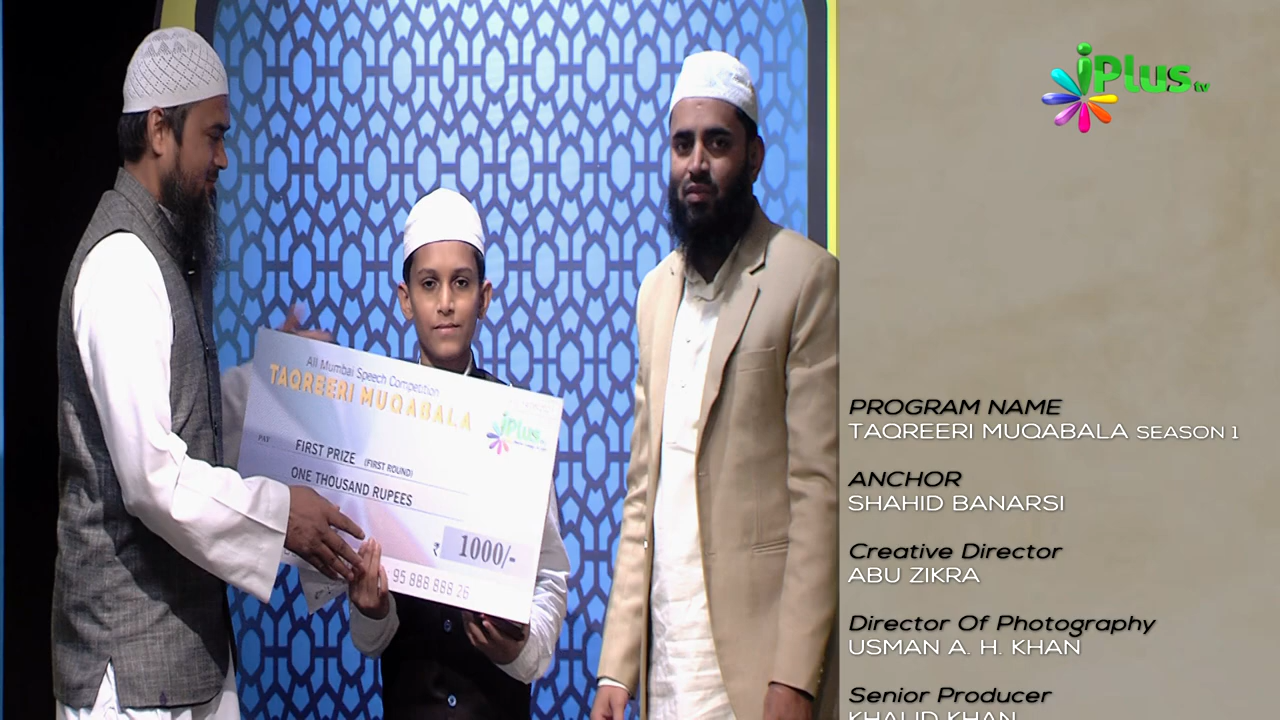 All Mumbai Speech Competition
TAQREERI MUQABALA
iPlus
PAY
FIRST PRIZE (FIRST ROUND)
ONE THOUSAND RUPEES
₹ 1000/-
95 888 888 26
iPlus tv
PROGRAM NAME
TAQREERI MUQABALA SEASON 1
ANCHOR
SHAHID BANARSI
Creative Director
ABU ZIKRA
Director Of Photography
USMAN A. H. KHAN
Senior Producer
KHALID KHAN